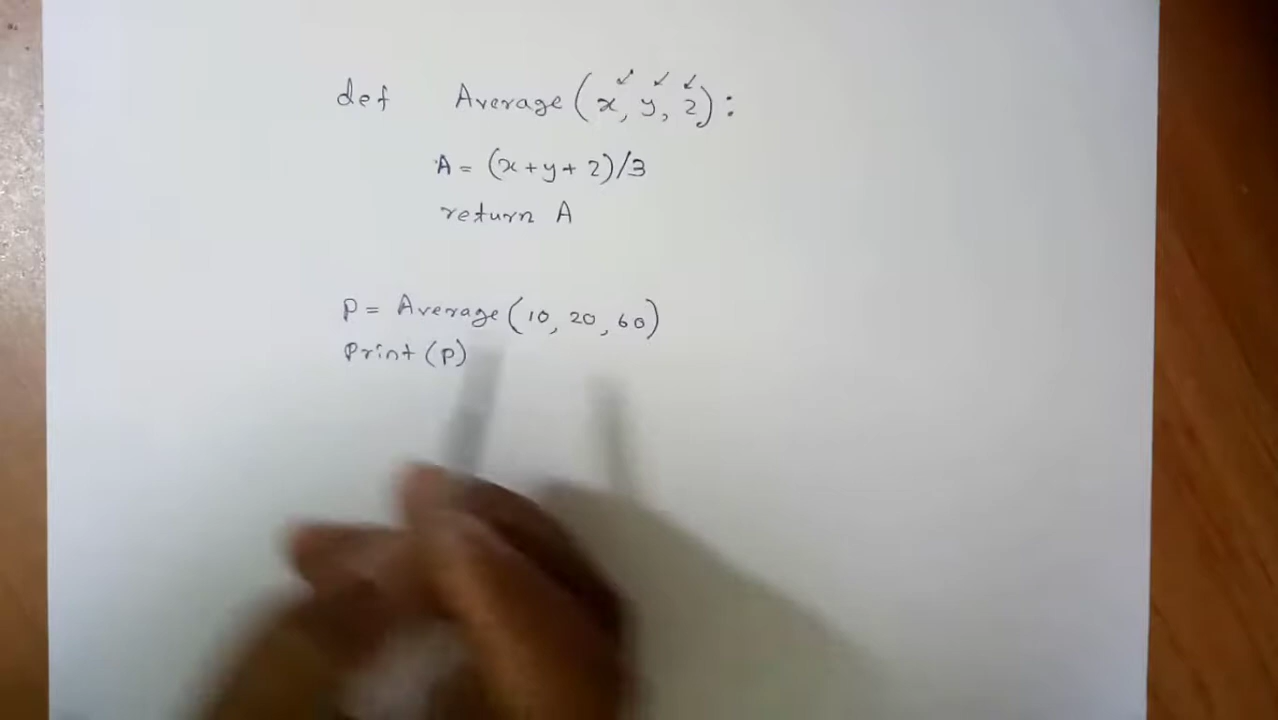 def Average(x, y, z):
A = (x+y+z)/3
return A
P = Average(10, 20, 60)
Print(P)